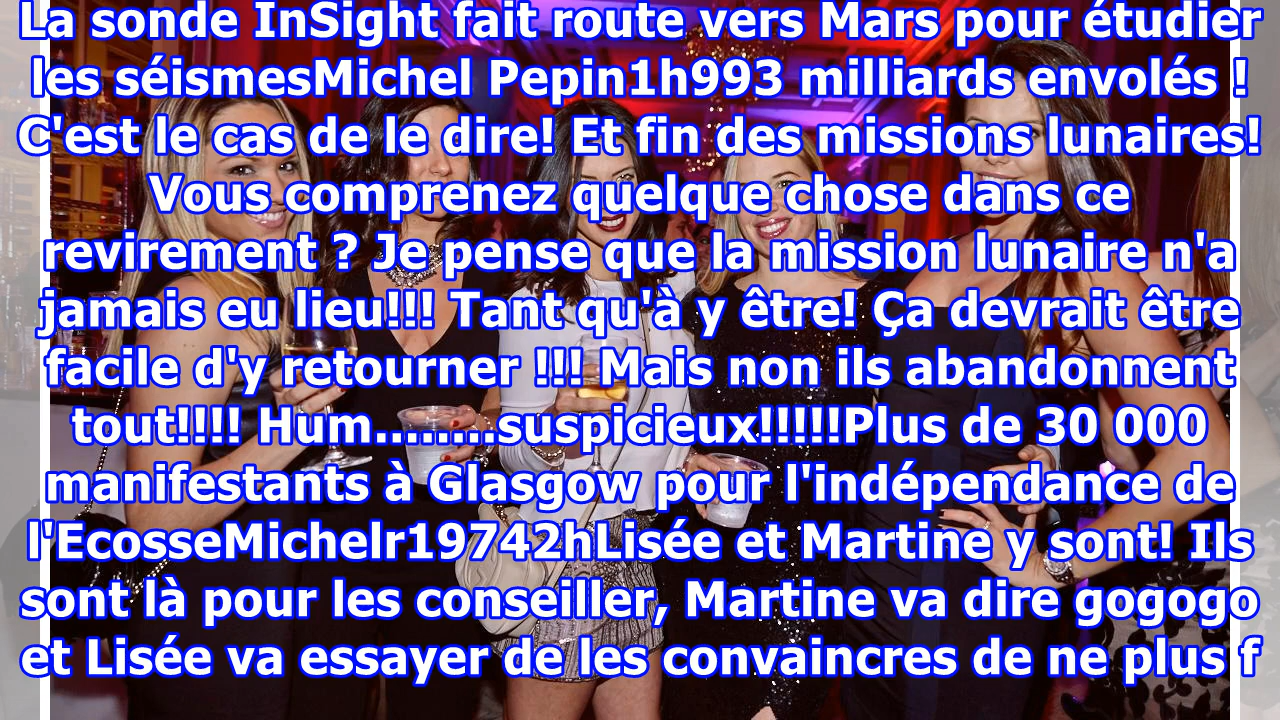 La sonde InSight fait route vers Mars pour étudier
les séismesMichel Pepin1h993 milliards envolés !
C'est le cas de le dire! Et fin des missions lunaires!
Vous comprenez quelque chose dans ce
revirement ? Je pense que la mission lunaire n'a
jamais eu lieu!!! Tant qu'à y être! Ça devrait être
facile d'y retourner !!! Mais non ils abandonnent
tout!!!! Hum........suspicieux!!!!!Plus de 30 000
manifestants à Glasgow pour l'indépendance de
l'EcosseMichelr19742hLisée et Martine y sont! Ils
sont là pour les conseiller, Martine va dire gogogo
et Lisée va essayer de les convaincres de ne plus f